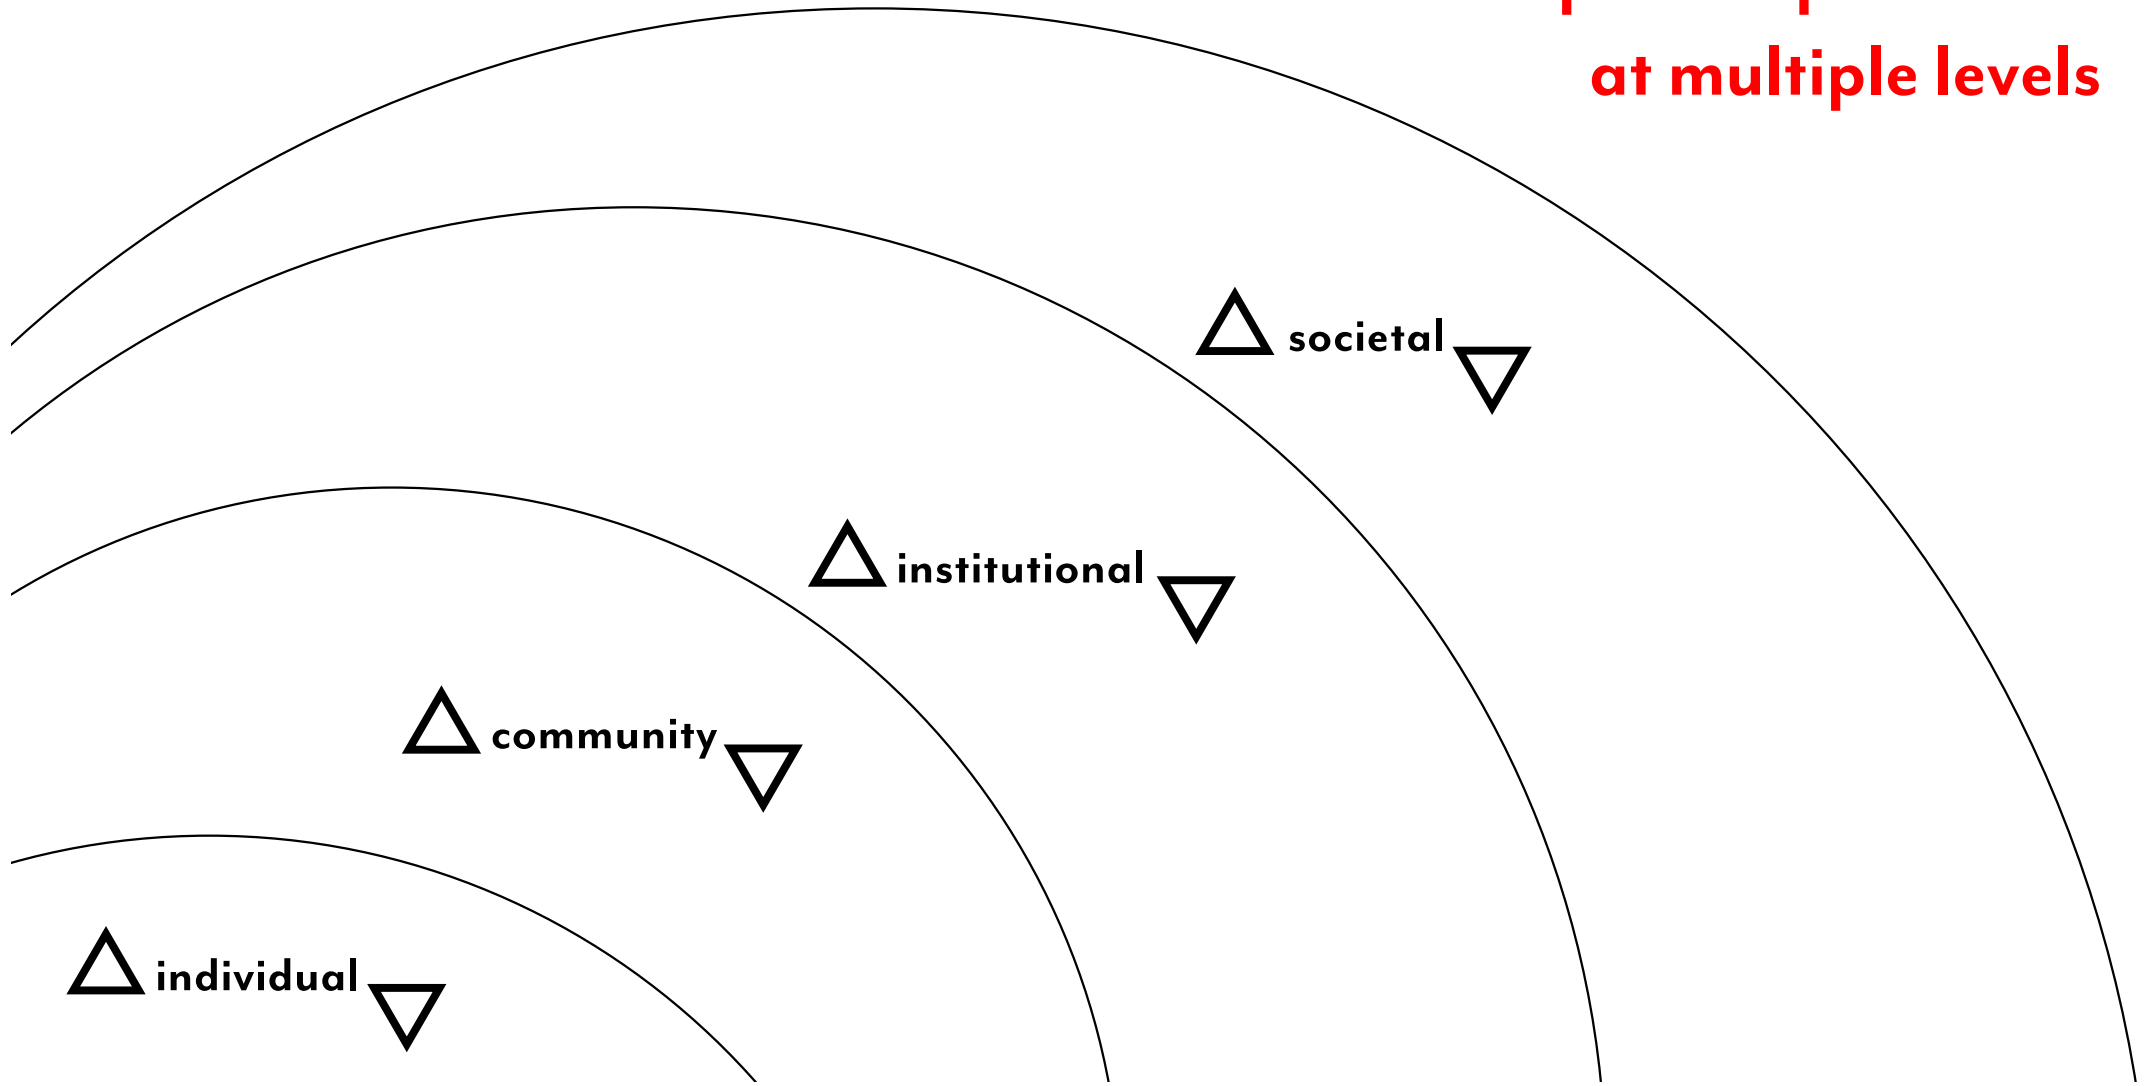 at multiple levels
societal
institutional
community
individual